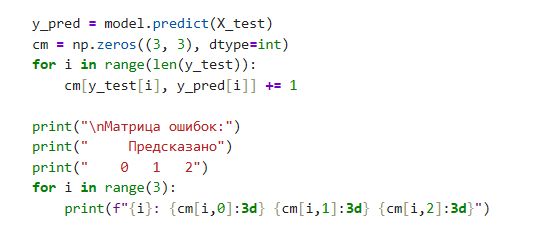 y_pred = model.predict(X_test)
cm = np.zeros((3, 3), dtype=int)
for i in range(len(y_test)):
    cm[y_test[i], y_pred[i]] += 1

print("\nМатрица ошибок:")
print("     Предсказано")
print("    0   1   2")
for i in range(3):
    print(f"{i}: {cm[i,0]:3d} {cm[i,1]:3d} {cm[i,2]:3d}")